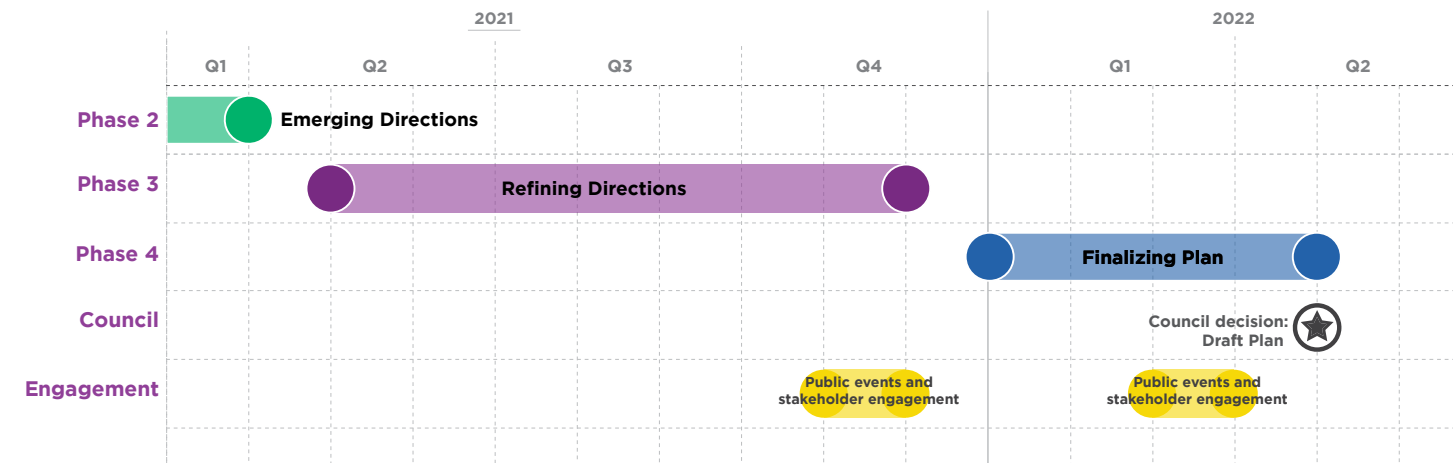 2021
2022
Q1
Q2
Q3
Q4
Q1
Q2
Phase 2
Emerging Directions
Phase 3
Refining Directions
Phase 4
Finalizing Plan
Council
Council decision:
Draft Plan
Engagement
Public events and
stakeholder engagement
Public events and
stakeholder engagement